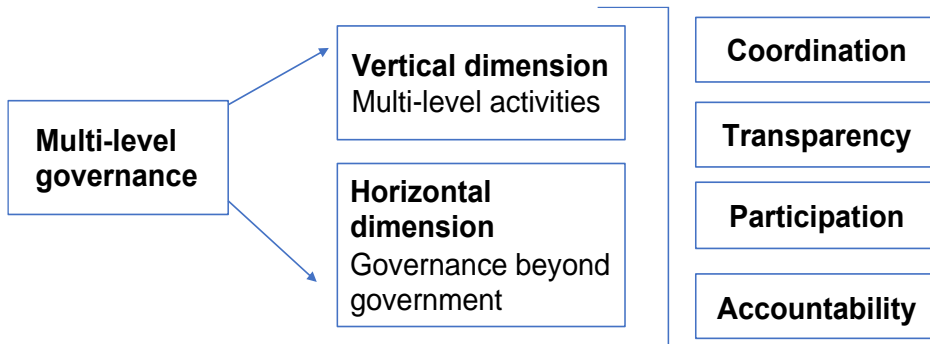 Multi-level
governance
Vertical dimension
Multi-level activities
Horizontal
dimension
Governance beyond
government
Coordination
Transparency
Participation
Accountability